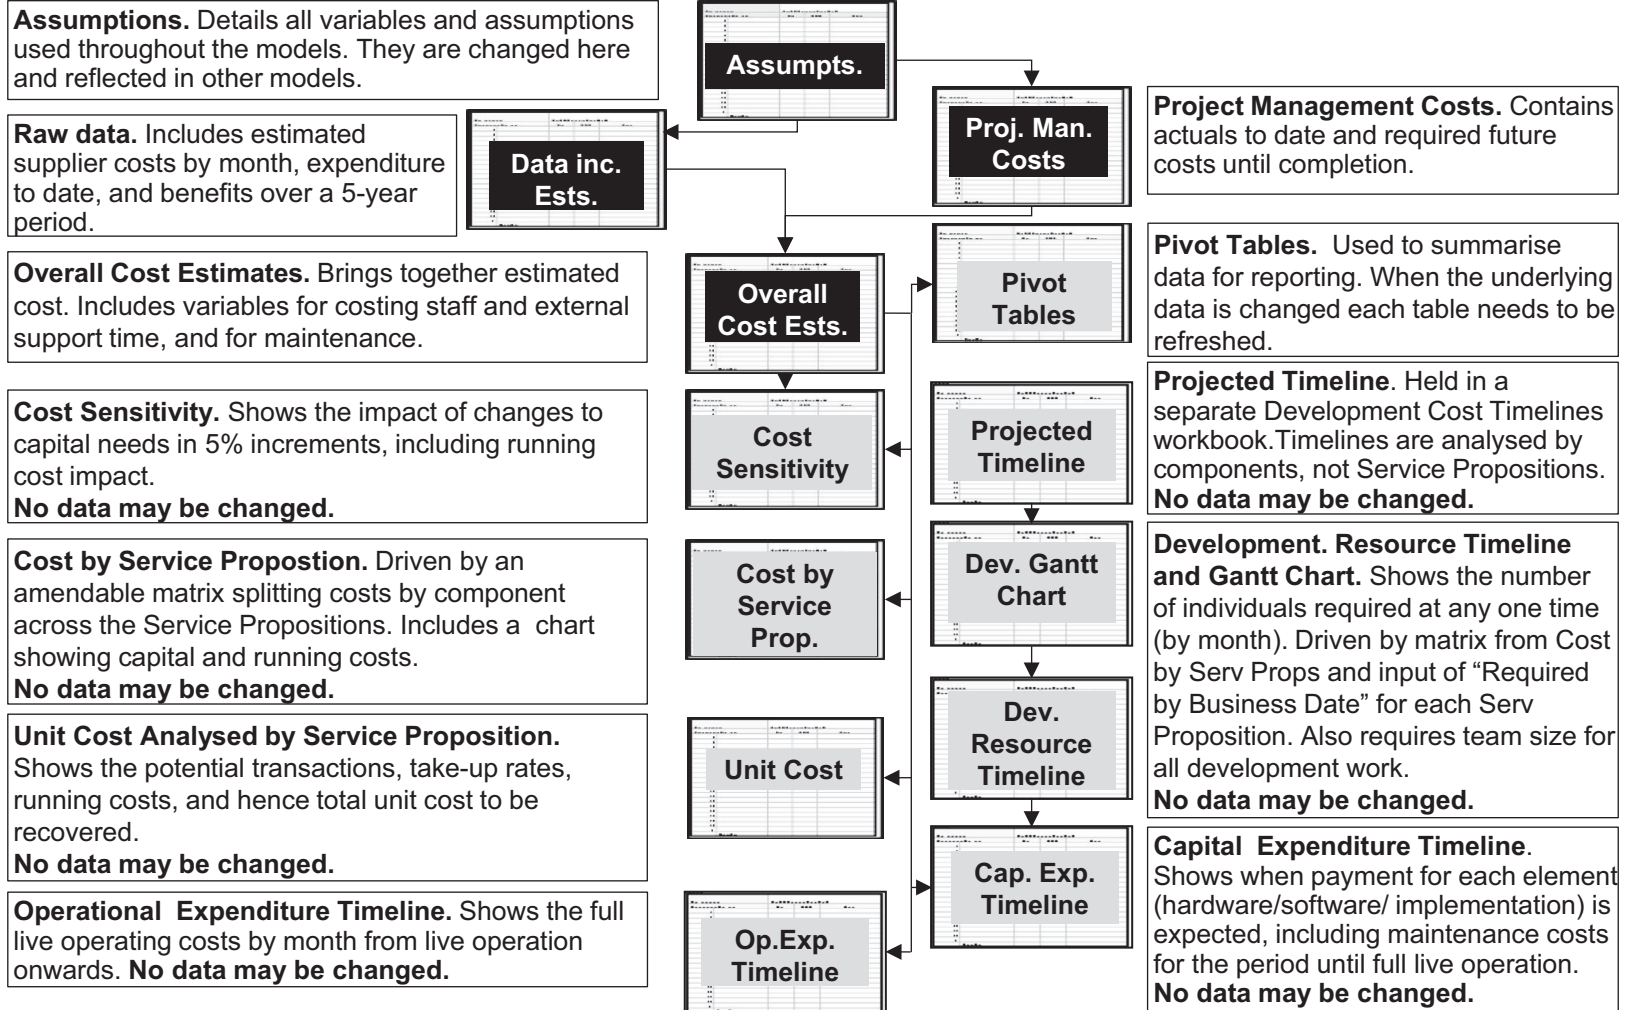 Assumptions. Details all variables and assumptions
used throughout the models. They are changed here
and reflected in other models.
Assumpts.
Raw data. Includes estimated
supplier costs by month, expenditure
to date, and benefits over a 5-year
period.
Data inc.
Ests.
Proj. Man.
Costs
Project Management Costs. Contains
actuals to date and required future
costs until completion.
Overall Cost Estimates. Brings together estimated
cost. Includes variables for costing staff and external
support time, and for maintenance.
Overall
Cost Ests.
Pivot
Tables
Pivot Tables.  Used to summarise
data for reporting. When the underlying
data is changed each table needs to be
refreshed.
Cost Sensitivity. Shows the impact of changes to
capital needs in 5% increments, including running
cost impact.
No data may be changed.
Cost
Sensitivity
Projected
Timeline
Projected Timeline. Held in a
separate Development Cost Timelines
workbook.Timelines are analysed by
components, not Service Propositions.
No data may be changed.
Cost by Service Propostion. Driven by an
amendable matrix splitting costs by component
across the Service Propositions. Includes a  chart
showing capital and running costs.
No data may be changed.
Cost by
Service
Prop.
Dev. Gantt
Chart
Development. Resource Timeline
and Gantt Chart. Shows the number
of individuals required at any one time
(by month). Driven by matrix from Cost
by Serv Props and input of “Required
by Business Date” for each Serv
Proposition. Also requires team size for
all development work.
No data may be changed.
Unit Cost Analysed by Service Proposition.
Shows the potential transactions, take-up rates,
running costs, and hence total unit cost to be
recovered.
No data may be changed.
Unit Cost
Dev.
Resource
Timeline
Operational  Expenditure Timeline. Shows the full
live operating costs by month from live operation
onwards. No data may be changed.
Op.Exp.
Timeline
Cap. Exp.
Timeline
Capital  Expenditure Timeline.
Shows when payment for each element
(hardware/software/ implementation) is
expected, including maintenance costs
for the period until full live operation.
No data may be changed.